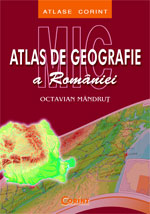 ATLASE CORINT
MIC
ATLAS DE GEOGRAFIE
a României
OCTAVIAN MÂNDRUȚ
CORINT